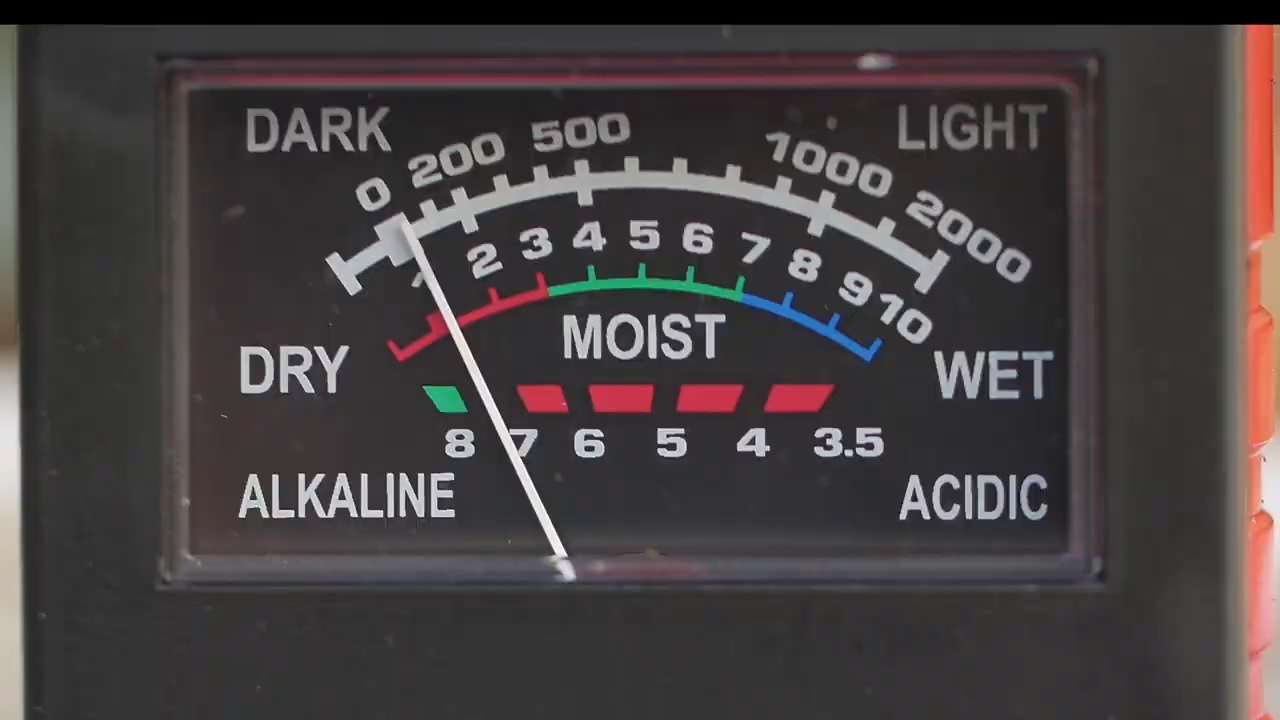 DARK LIGHT
0 200 500 1000 2000
1 2 3 4 5 6 7 8 9 10
DRY MOIST WET
8 7 6 5 4 3.5
ALKALINE ACIDIC